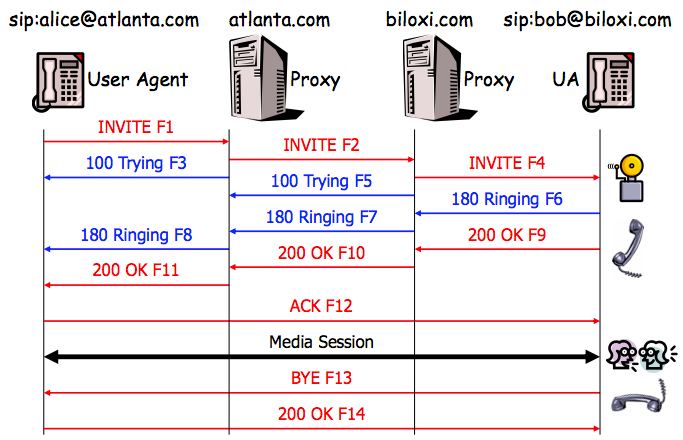 sip:alice@atlanta.com atlanta.com biloxi.com sip:bob@biloxi.com
User Agent Proxy Proxy UA
INVITE F1
INVITE F2
100 Trying F3
INVITE F4
100 Trying F5
180 Ringing F6
180 Ringing F7
180 Ringing F8
200 OK F9
200 OK F10
200 OK F11
ACK F12
Media Session
BYE F13
200 OK F14